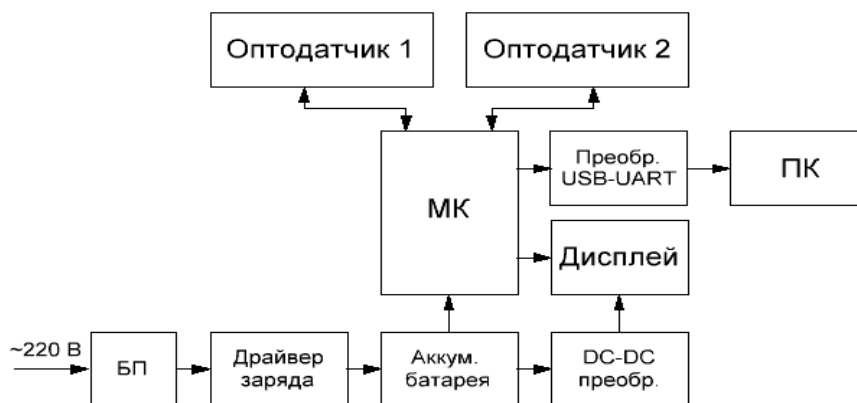 Оптодатчик 1
Оптодатчик 2
МК
Преобр.
USB-UART
ПК
Дисплей
~220 В
БП
Драйвер
заряда
Аккум.
батарея
DC-DC
преобр.